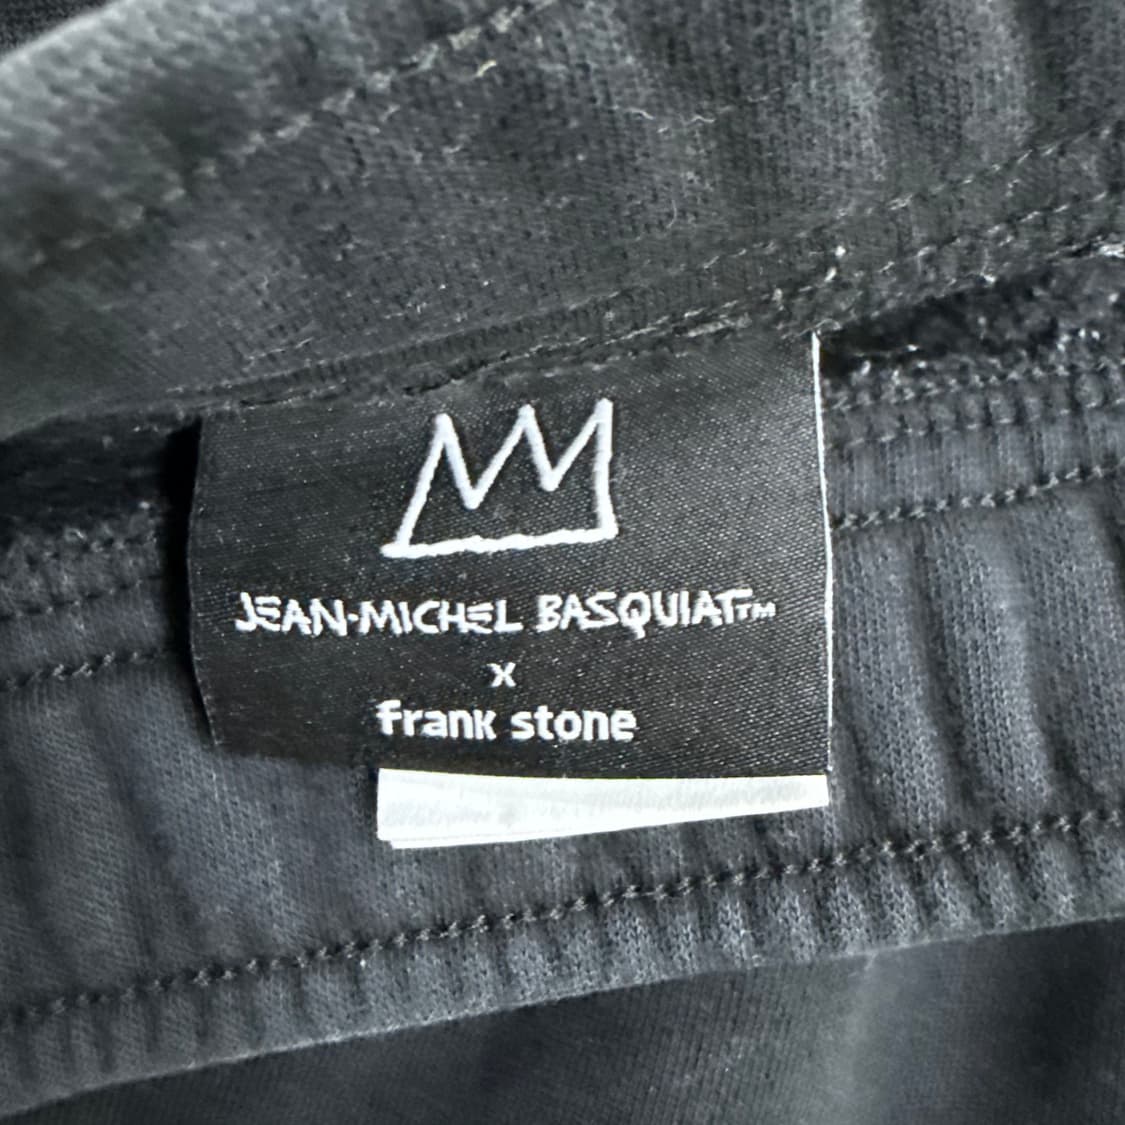 JEAN-MICHEL BASQUIAT™
x
frank stone